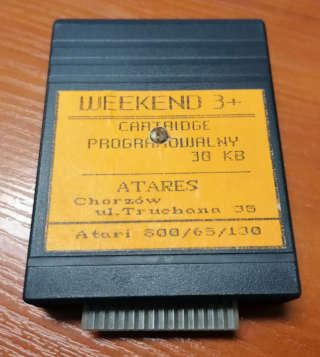 WEEKEND 3+
CARTRIDGE
PROGRAMOWALNY
30 KB
ATARES
Chorzów
ul.Truchana 35
Atari 800/65/130